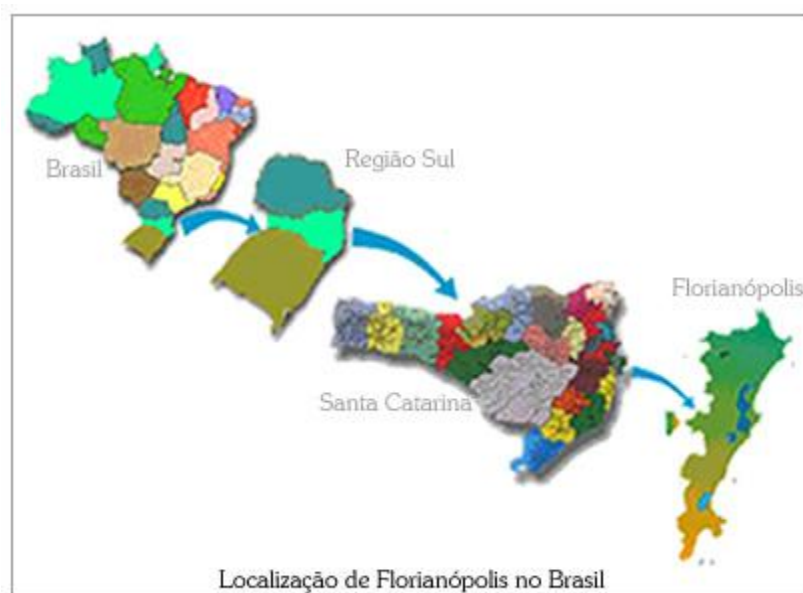 Brasil
Região Sul
Florianópolis
Santa Catarina
Localização de Florianópolis no Brasil